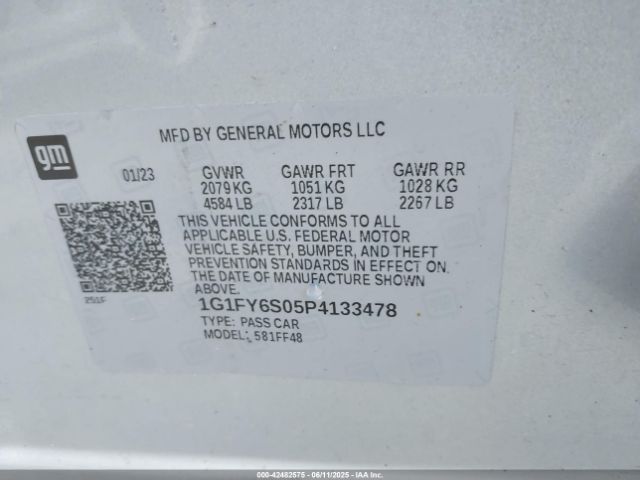 MFD BY GENERAL MOTORS LLC
gm
01/23 GVWR GAWR FRT GAWR RR
2079 KG 1051 KG 1028 KG
4584 LB 2317 LB 2267 LB
THIS VEHICLE CONFORMS TO ALL
APPLICABLE U.S. FEDERAL MOTOR
VEHICLE SAFETY, BUMPER, AND THEFT
PREVENTION STANDARDS IN EFFECT ON
THE DATE OF MANUFACTURE SHOWN
ABOVE.
251F
1G1FY6S05P4133478
TYPE: PASS CAR
MODEL: 581FF48
© IAA - 42482575 - 06/11/2025 - IAA Inc.